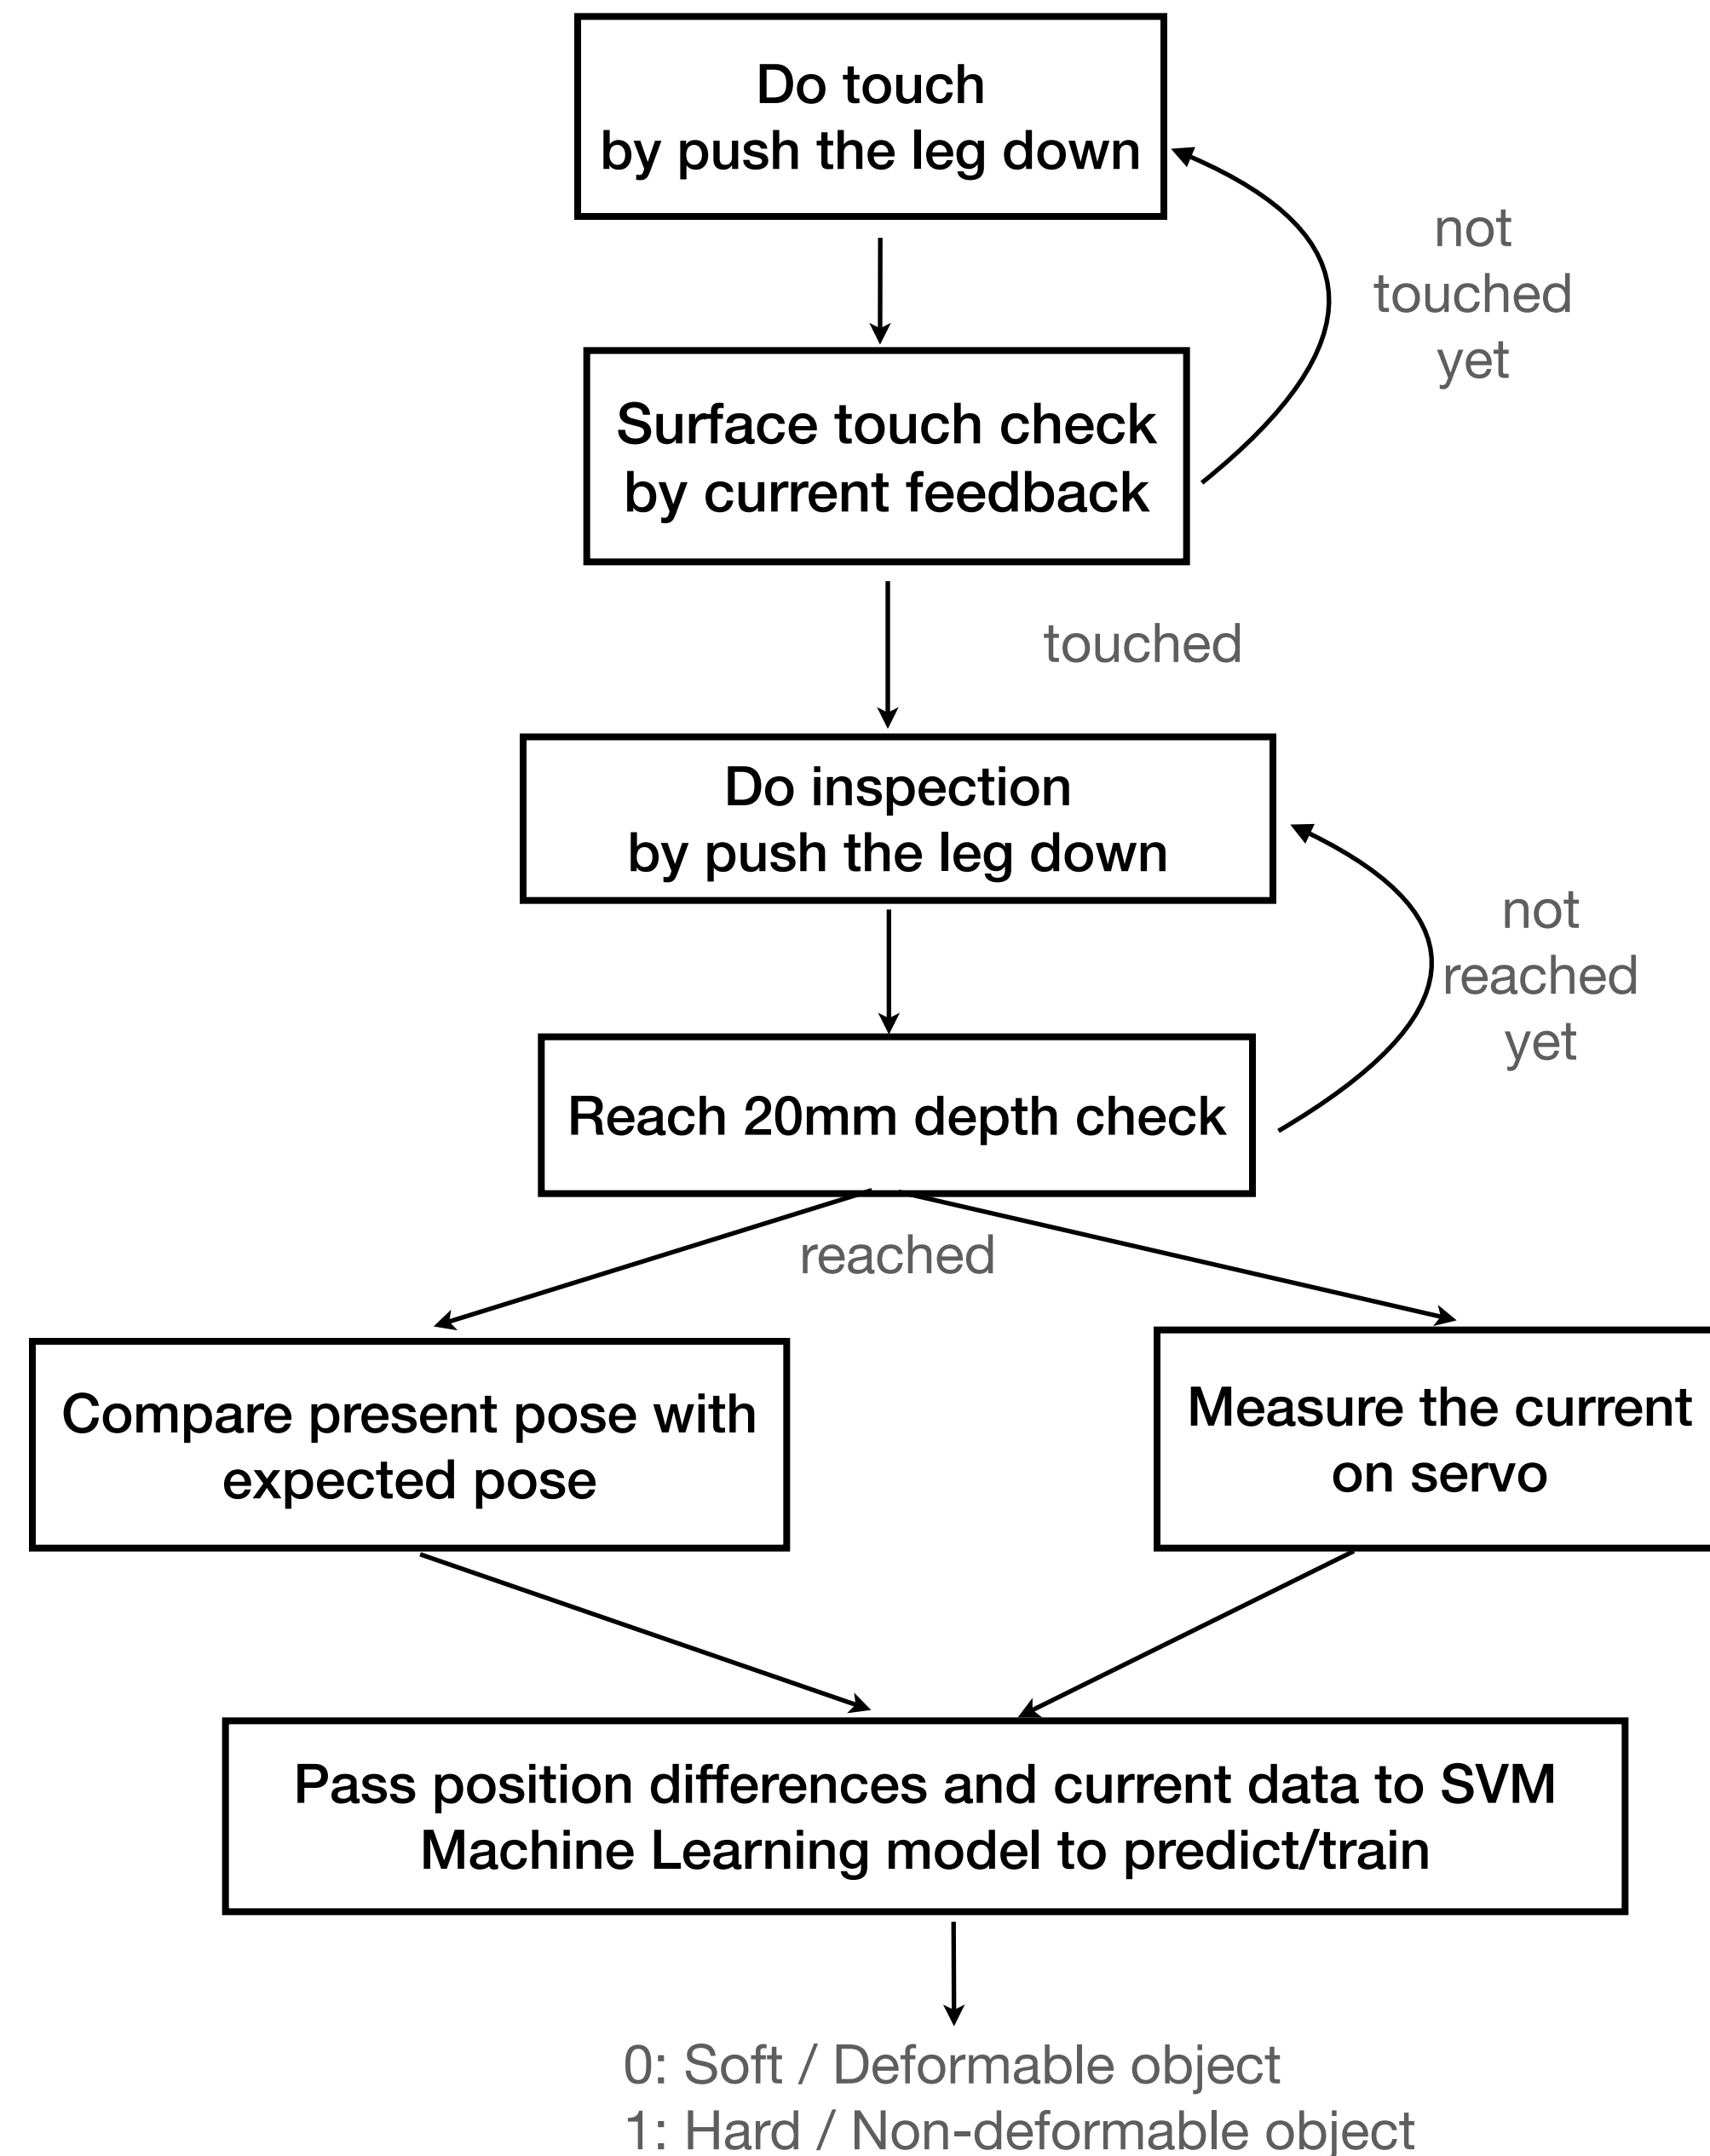 Do touch
by push the leg down
not
touched
yet
Surface touch check
by current feedback
touched
Do inspection
by push the leg down
not
reached
yet
Reach 20mm depth check
reached
Compare present pose with
expected pose
Measure the current
on servo
Pass position differences and current data to SVM
Machine Learning model to predict/train
0: Soft / Deformable object
1: Hard / Non-deformable object